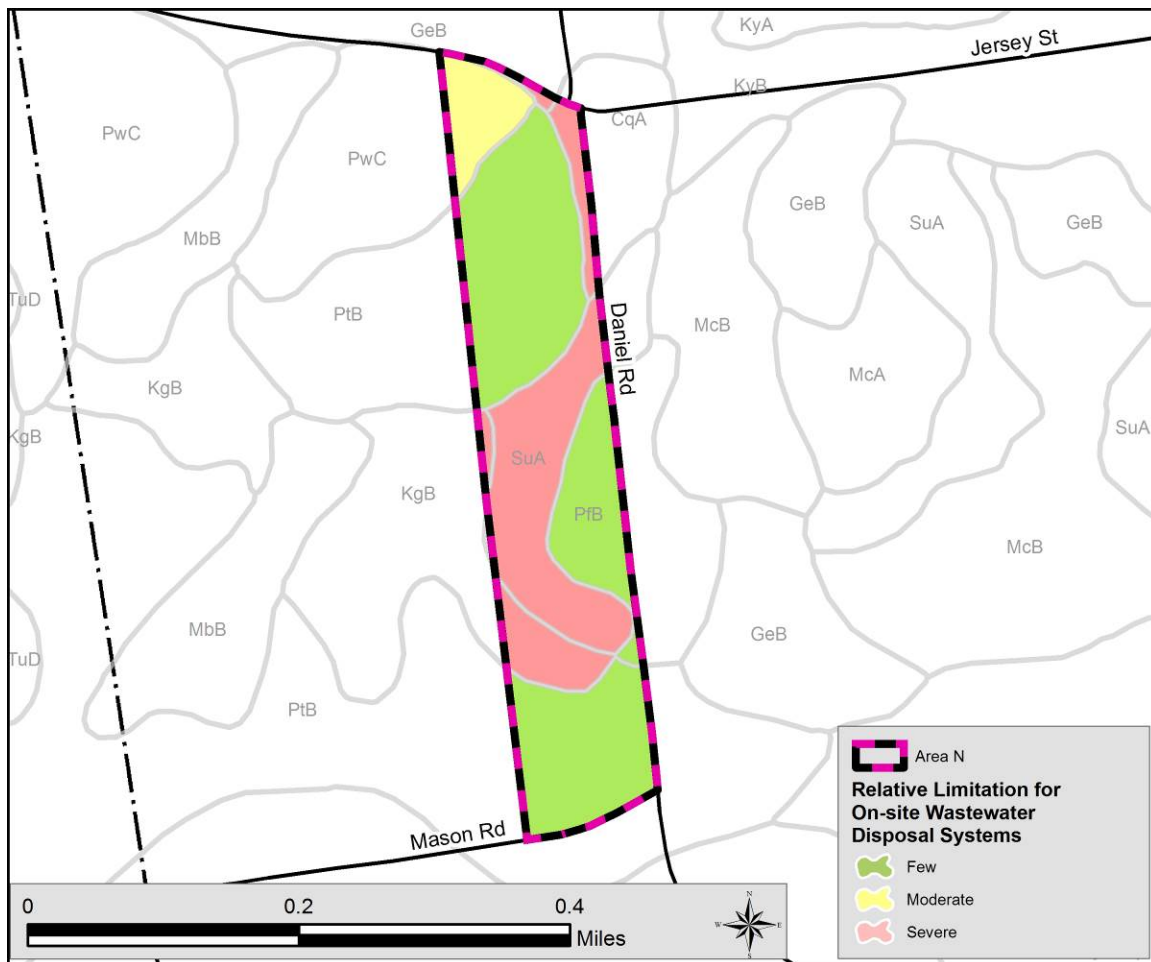 GeB
KyA
Jersey St
KyB
PwC
CqA
PwC
GeB
SuA
GeB
MbB
TuD
PtB
Daniel Rd
McB
KgB
McA
KgB
SuA
SuA
KgB
PfB
McB
MbB
GeB
TuD
PtB
Mason Rd
Area N
Relative Limitation for
On-site Wastewater
Disposal Systems
Few
Moderate
Severe
0 0.2 0.4
Miles
N
W E
S